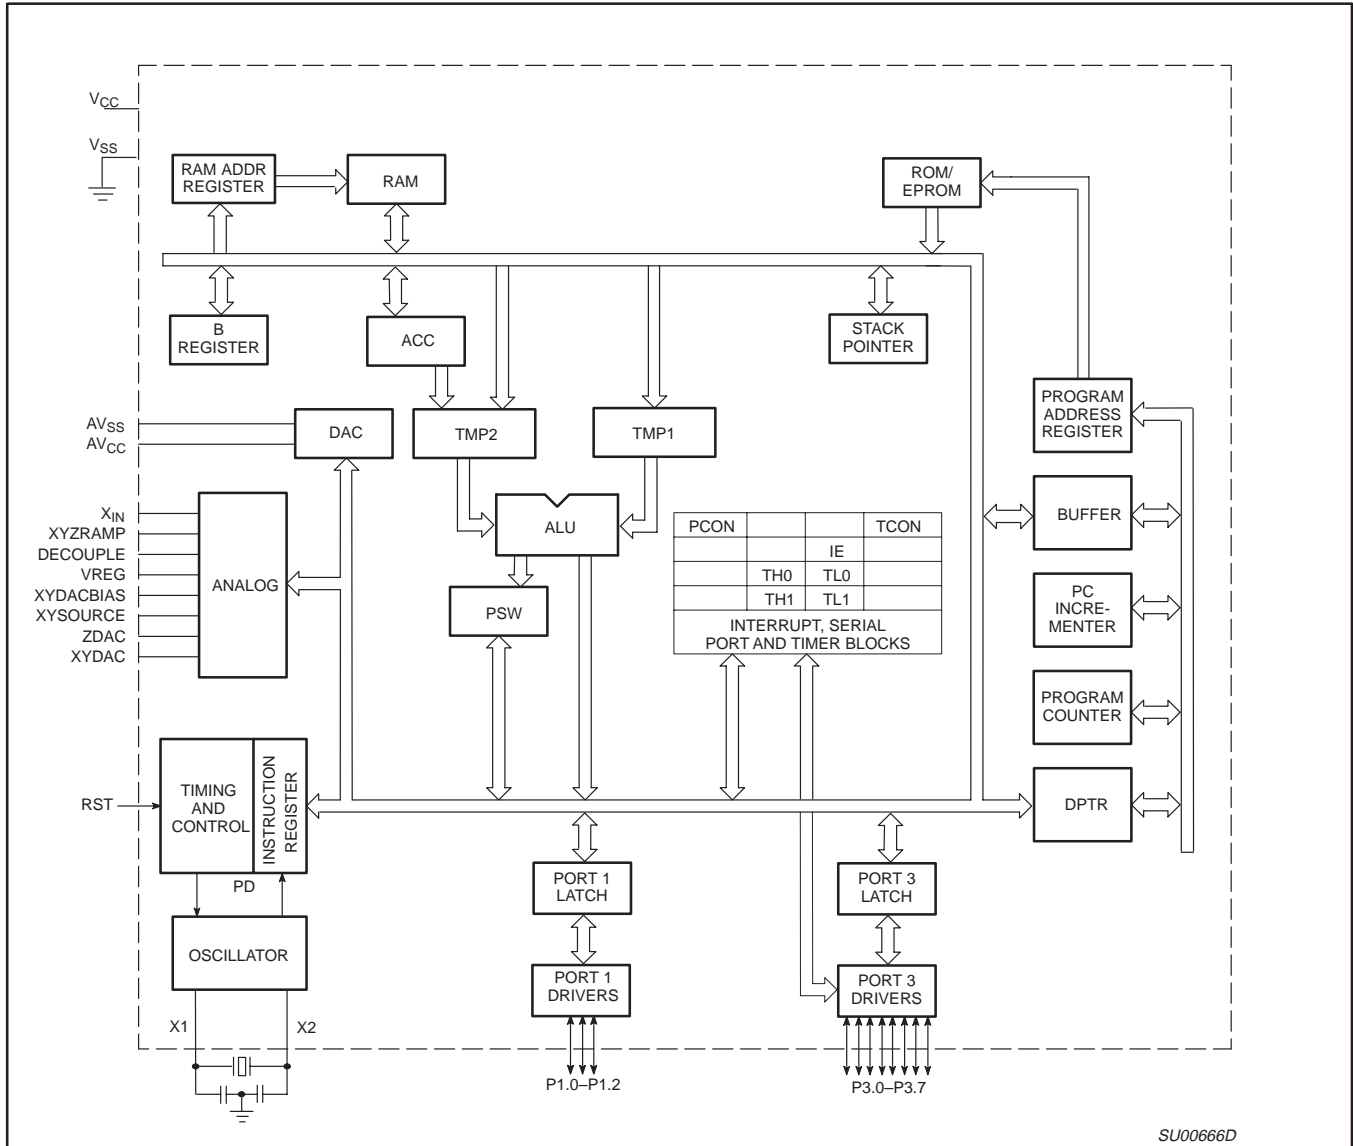 VCC
VSS
RAM ADDR
REGISTER
RAM
ROM/
EPROM
B
REGISTER
ACC
STACK
POINTER
PROGRAM
ADDRESS
REGISTER
AVSS
AVCC
DAC
TMP2
TMP1
ALU
BUFFER
XIN
XYZRAMP
DECOUPLE
VREG
XYDACBIAS
XYSOURCE
ZDAC
XYDAC
ANALOG
PSW
PCON TCON
IE
TH0 TL0
TH1 TL1
INTERRUPT, SERIAL
PORT AND TIMER BLOCKS
PC
INCRE-
MENTER
PROGRAM
COUNTER
RST
TIMING
AND
CONTROL
INSTRUCTION
REGISTER
DPTR
PD
OSCILLATOR
PORT 1
LATCH
PORT 3
LATCH
PORT 1
DRIVERS
PORT 3
DRIVERS
X1 X2
P1.0–P1.2
P3.0–P3.7
SU00666D